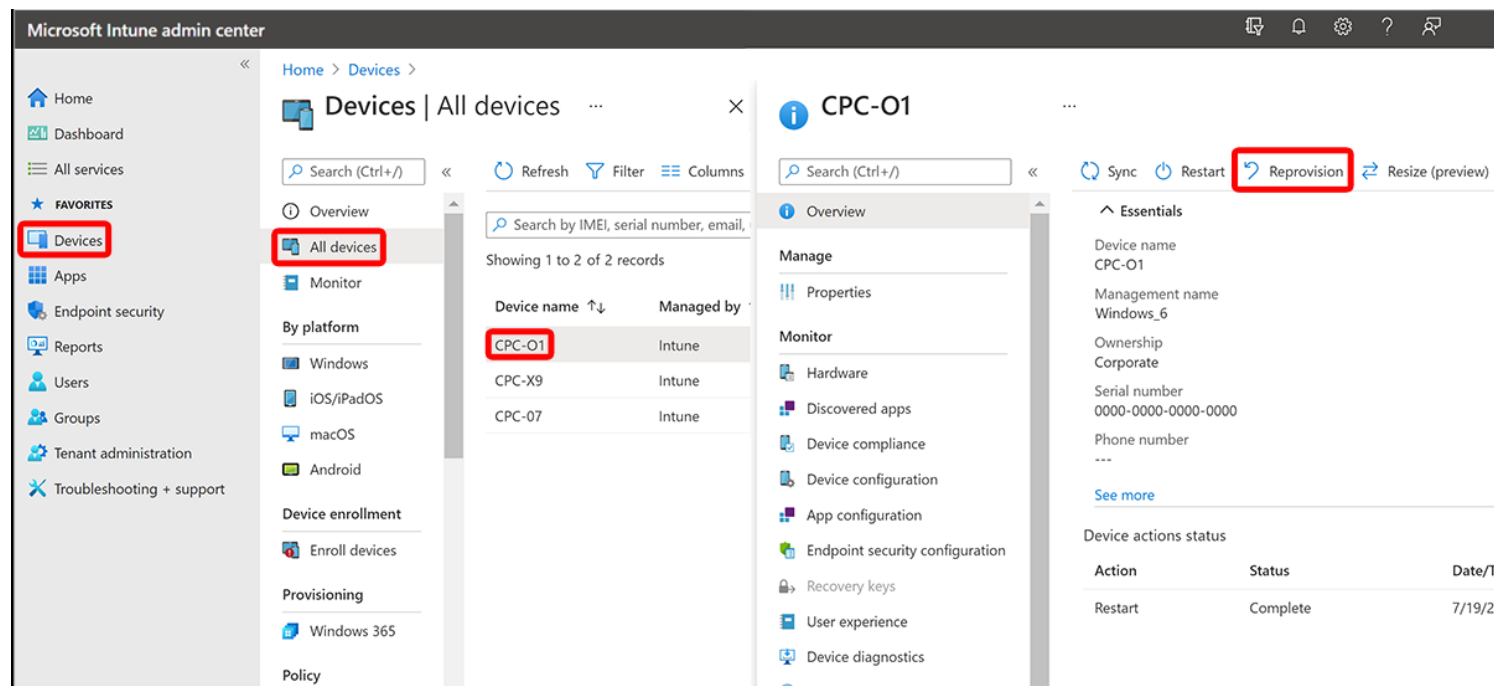 Microsoft Intune admin center
Home
Dashboard
All services
FAVORITES
Devices
Apps
Endpoint security
Reports
Users
Groups
Tenant administration
Troubleshooting + support
Home > Devices >
Devices | All devices ...
Search (Ctrl+/)
Overview
All devices
Monitor
By platform
Windows
iOS/iPadOS
macOS
Android
Device enrollment
Enroll devices
Provisioning
Windows 365
Policy
Refresh Filter Columns
Search by IMEI, serial number, email,
Showing 1 to 2 of 2 records
Device name Managed by
CPC-O1 Intune
CPC-X9 Intune
CPC-07 Intune
CPC-O1 ...
Search (Ctrl+/)
Overview
Manage
Properties
Monitor
Hardware
Discovered apps
Device compliance
Device configuration
App configuration
Endpoint security configuration
Recovery keys
User experience
Device diagnostics
Sync Restart Reprovision Resize (preview)
Essentials
Device name
CPC-O1
Management name
Windows_6
Ownership
Corporate
Serial number
0000-0000-0000-0000
Phone number
---
See more
Device actions status
Action Status Date/T
Restart Complete 7/19/2